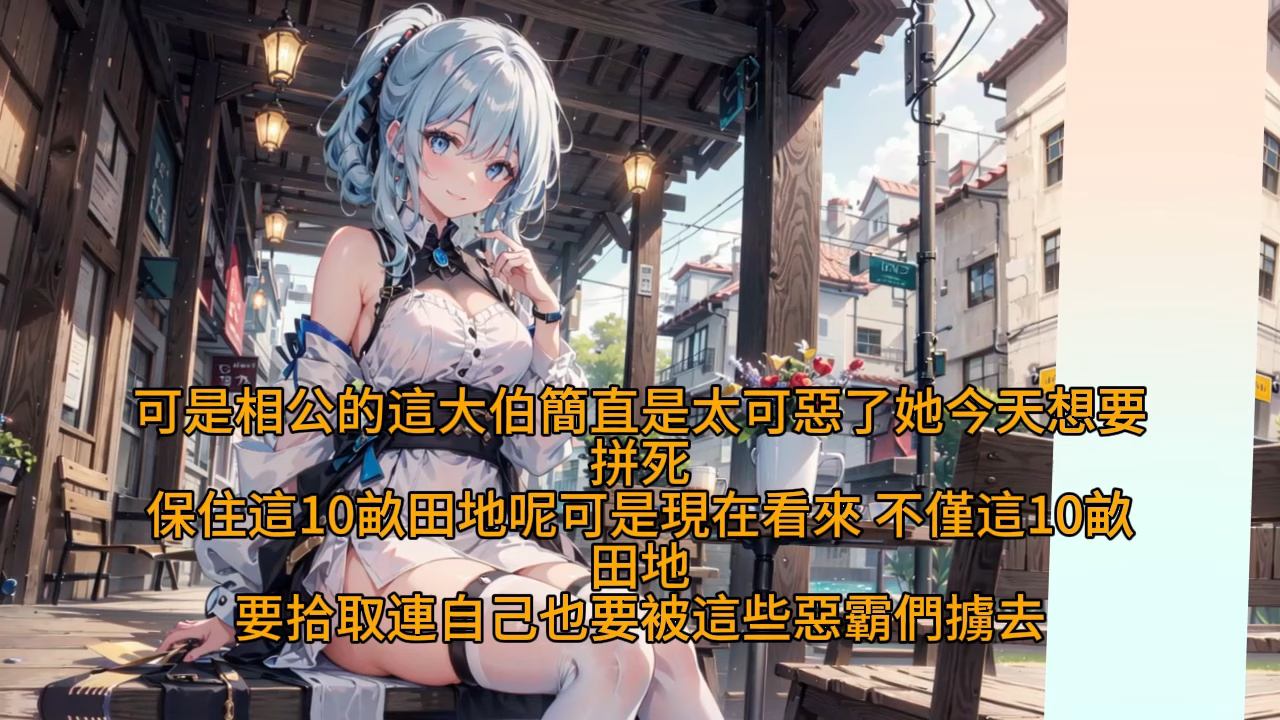 可是相公的這大伯簡直是太可惡了她今天想要
拼死
保住這10畝田地呢可是現在看來 不僅這10畝
田地
要拾取連自己也要被這些惡霸們擄去